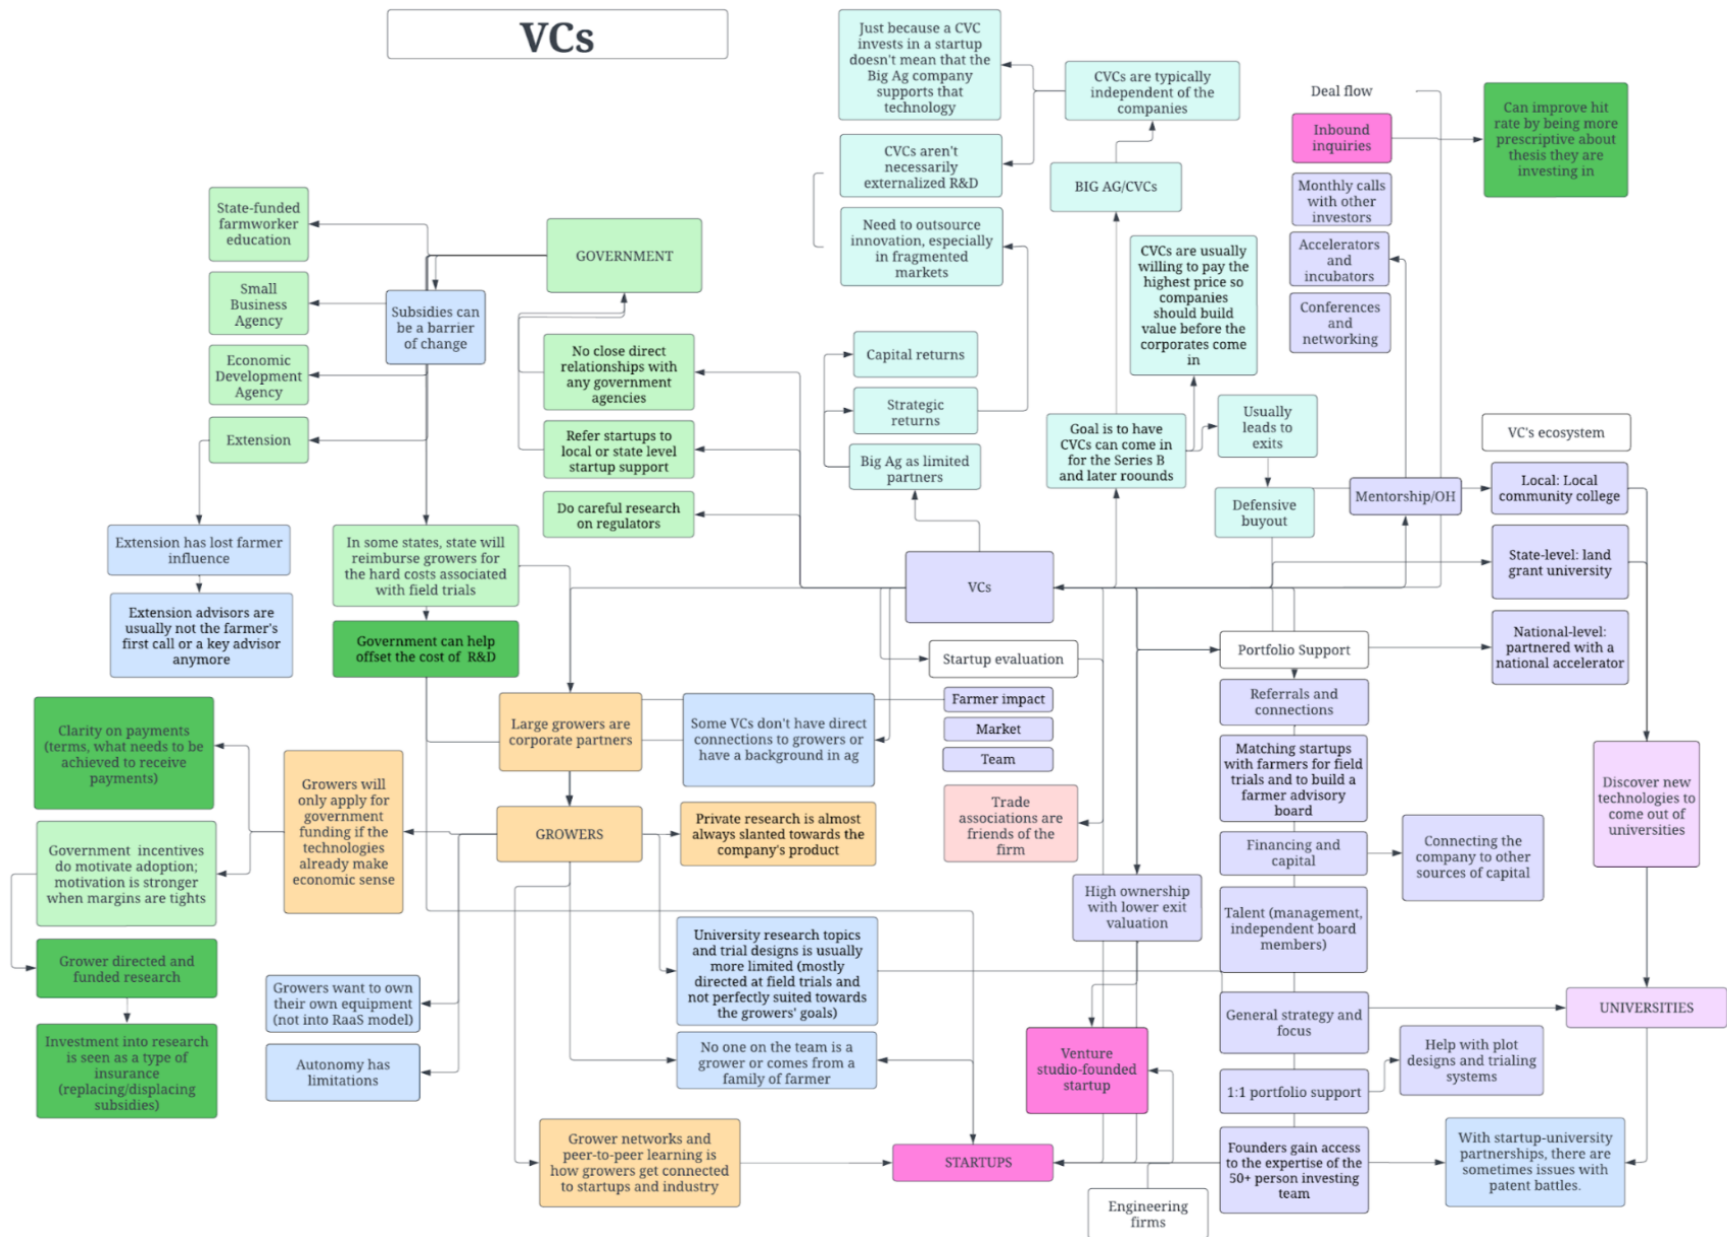 VCs
Just because a CVC
invests in a startup
doesn't mean that the
Big Ag company
supports that
technology
CVCs are typically
independent of the
companies
Deal flow
Can improve hit
rate by being more
prescriptive about
thesis they are
investing in
Inbound
inquiries
CVCs aren't
necessarily
externalized R&D
BIG AG/CVCs
Monthly calls
with other
investors
State-funded
farmworker
education
GOVERNMENT
Need to outsource
innovation, especially
in fragmented
markets
CVCs are usually
willing to pay the
highest price so
companies
should build
value before the
corporates come
in
Accelerators
and
incubators
Small
Business
Agency
Subsidies can
be a barrier
of change
Conferences
and
networking
Economic
Development
Agency
No close direct
relationships with
any government
agencies
Capital returns
Strategic
returns
Extension
Refer startups to
local or state level
startup support
Big Ag as limited
partners
Goal is to have
CVCs can come in
for the Series B
and later roounds
Usually
leads to
exits
VC's ecosystem
Do careful research
on regulators
Defensive
buyout
Mentorship/OH
Local: Local
community college
Extension has lost farmer
influence
In some states, state will
reimburse growers for
the hard costs associated
with field trials
VCs
State-level: land
grant university
Extension advisors are
usually not the farmer's
first call or a key advisor
anymore
Government can help
offset the cost of R&D
Startup evaluation
Portfolio Support
National-level:
partnered with a
national accelerator
Clarity on payments
(terms, what needs to be
achieved to receive
payments)
Large growers are
corporate partners
Some VCs don't have direct
connections to growers or
have a background in ag
Farmer impact
Market
Team
Referrals and
connections
Growers will
only apply for
government
funding if the
technologies
already make
economic sense
Matching startups
with farmers for field
trials and to build a
farmer advisory
board
Discover new
technologies to
come out of
universities
GROWERS
Private research is almost
always slanted towards the
company's product
Trade
associations are
friends of the
firm
Government incentives
do motivate adoption;
motivation is stronger
when margins are tights
Financing and
capital
Connecting the
company to other
sources of capital
High ownership
with lower exit
valuation
Talent (management,
independent board
members)
Grower directed and
funded research
University research topics
and trial designs is usually
more limited (mostly
directed at field trials and
not perfectly suited towards
the growers' goals)
Growers want to own
their own equipment
(not into RaaS model)
General strategy and
focus
UNIVERSITIES
Investment into research
is seen as a type of
insurance
(replacing/displacing
subsidies)
Autonomy has
limitations
No one on the team is a
grower or comes from a
family of farmer
Venture
studio-founded
startup
1:1 portfolio support
Help with plot
designs and trialing
systems
Grower networks and
peer-to-peer learning is
how growers get connected
to startups and industry
STARTUPS
Founders gain access
to the expertise of the
50+ person investing
team
With startup-university
partnerships, there are
sometimes issues with
patent battles.
Engineering
firms